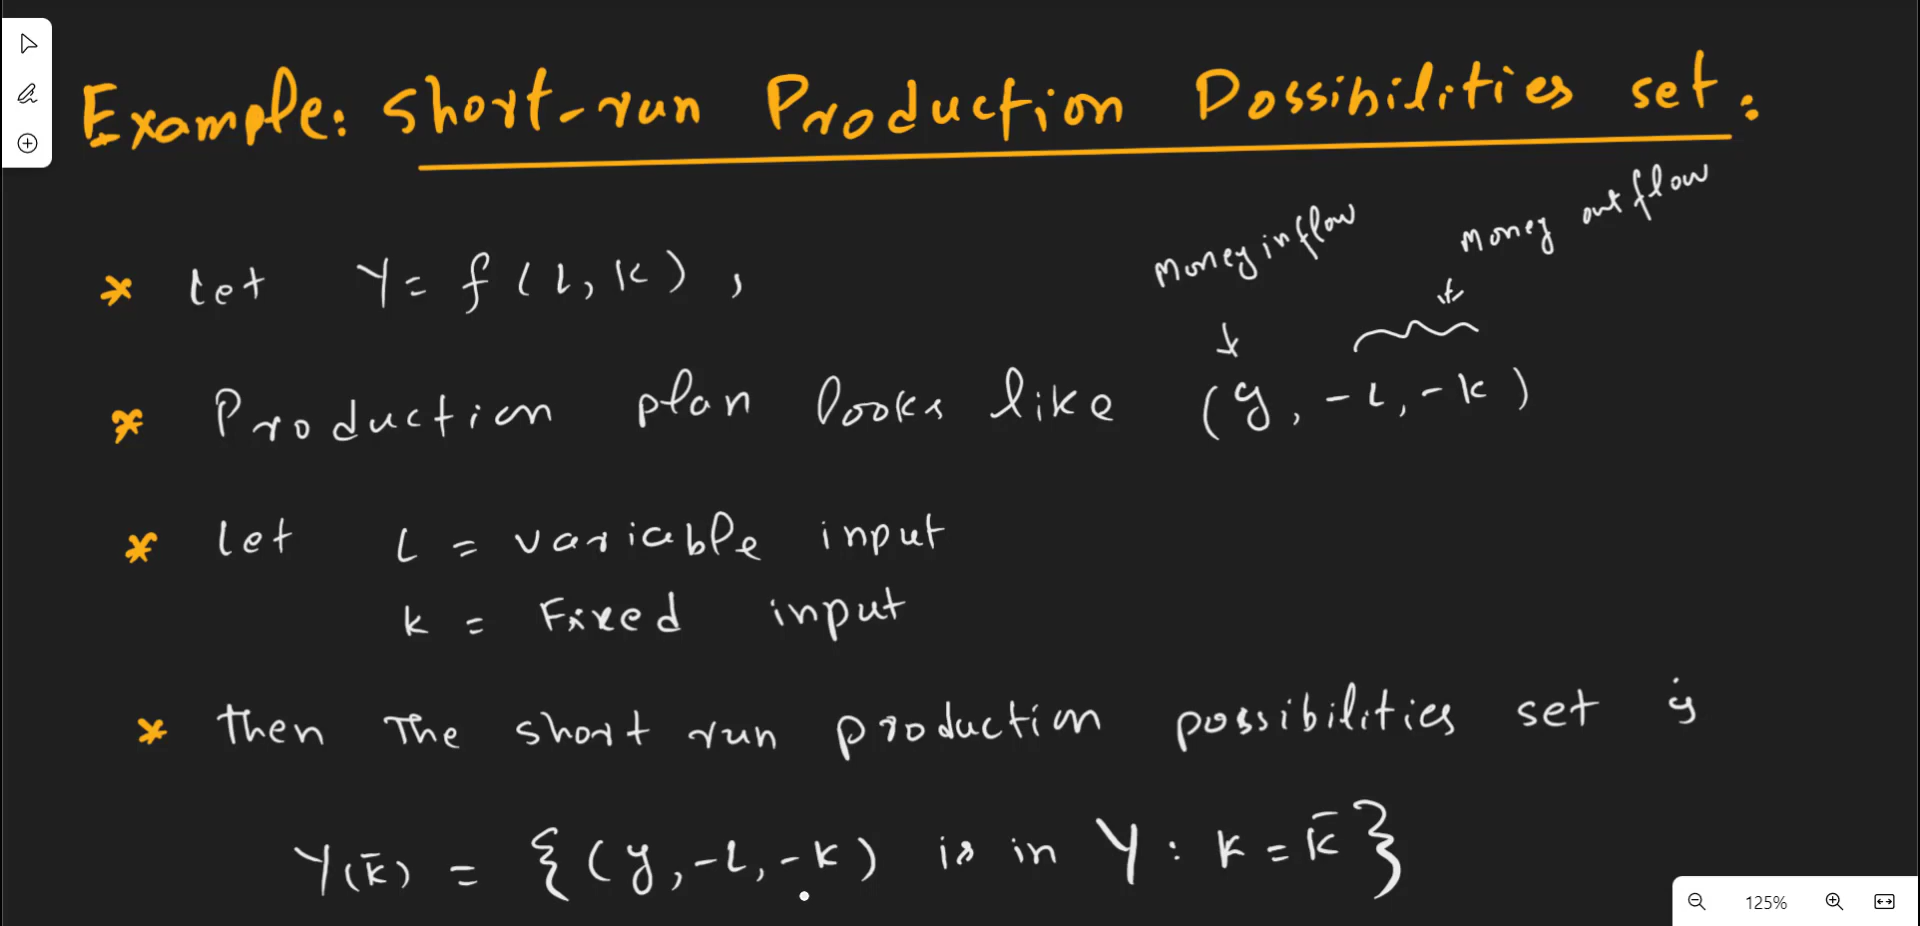 Example: Short-run Production Possibilities set.
Money inflow
Money outflow
* Let Y = f(L, K),
* Production plan looks like (y, -L, -K)
* Let L = variable input
K = Fixed input
* Then The short run production possibilities set is
Y(K̄) = {(y, -L, -K) is in Y : K = K̄}
125%